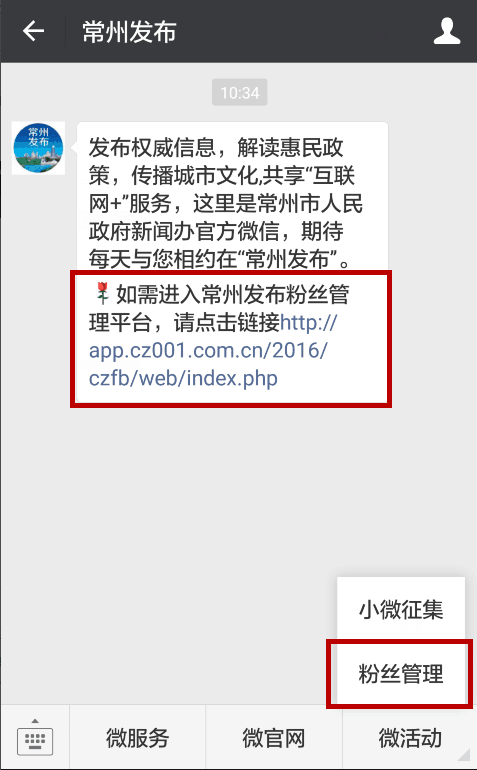 常州发布
10:34
常州
发布
发布权威信息，解读惠民政
策，传播城市文化,共享“互联
网+”服务，这里是常州市人民
政府新闻办官方微信，期待
每天与您相约在“常州发布”。
如需进入常州发布粉丝管
理平台，请点击链接http://
app.cz001.com.cn/2016/
czfb/web/index.php
小微征集
粉丝管理
微服务
微官网
微活动